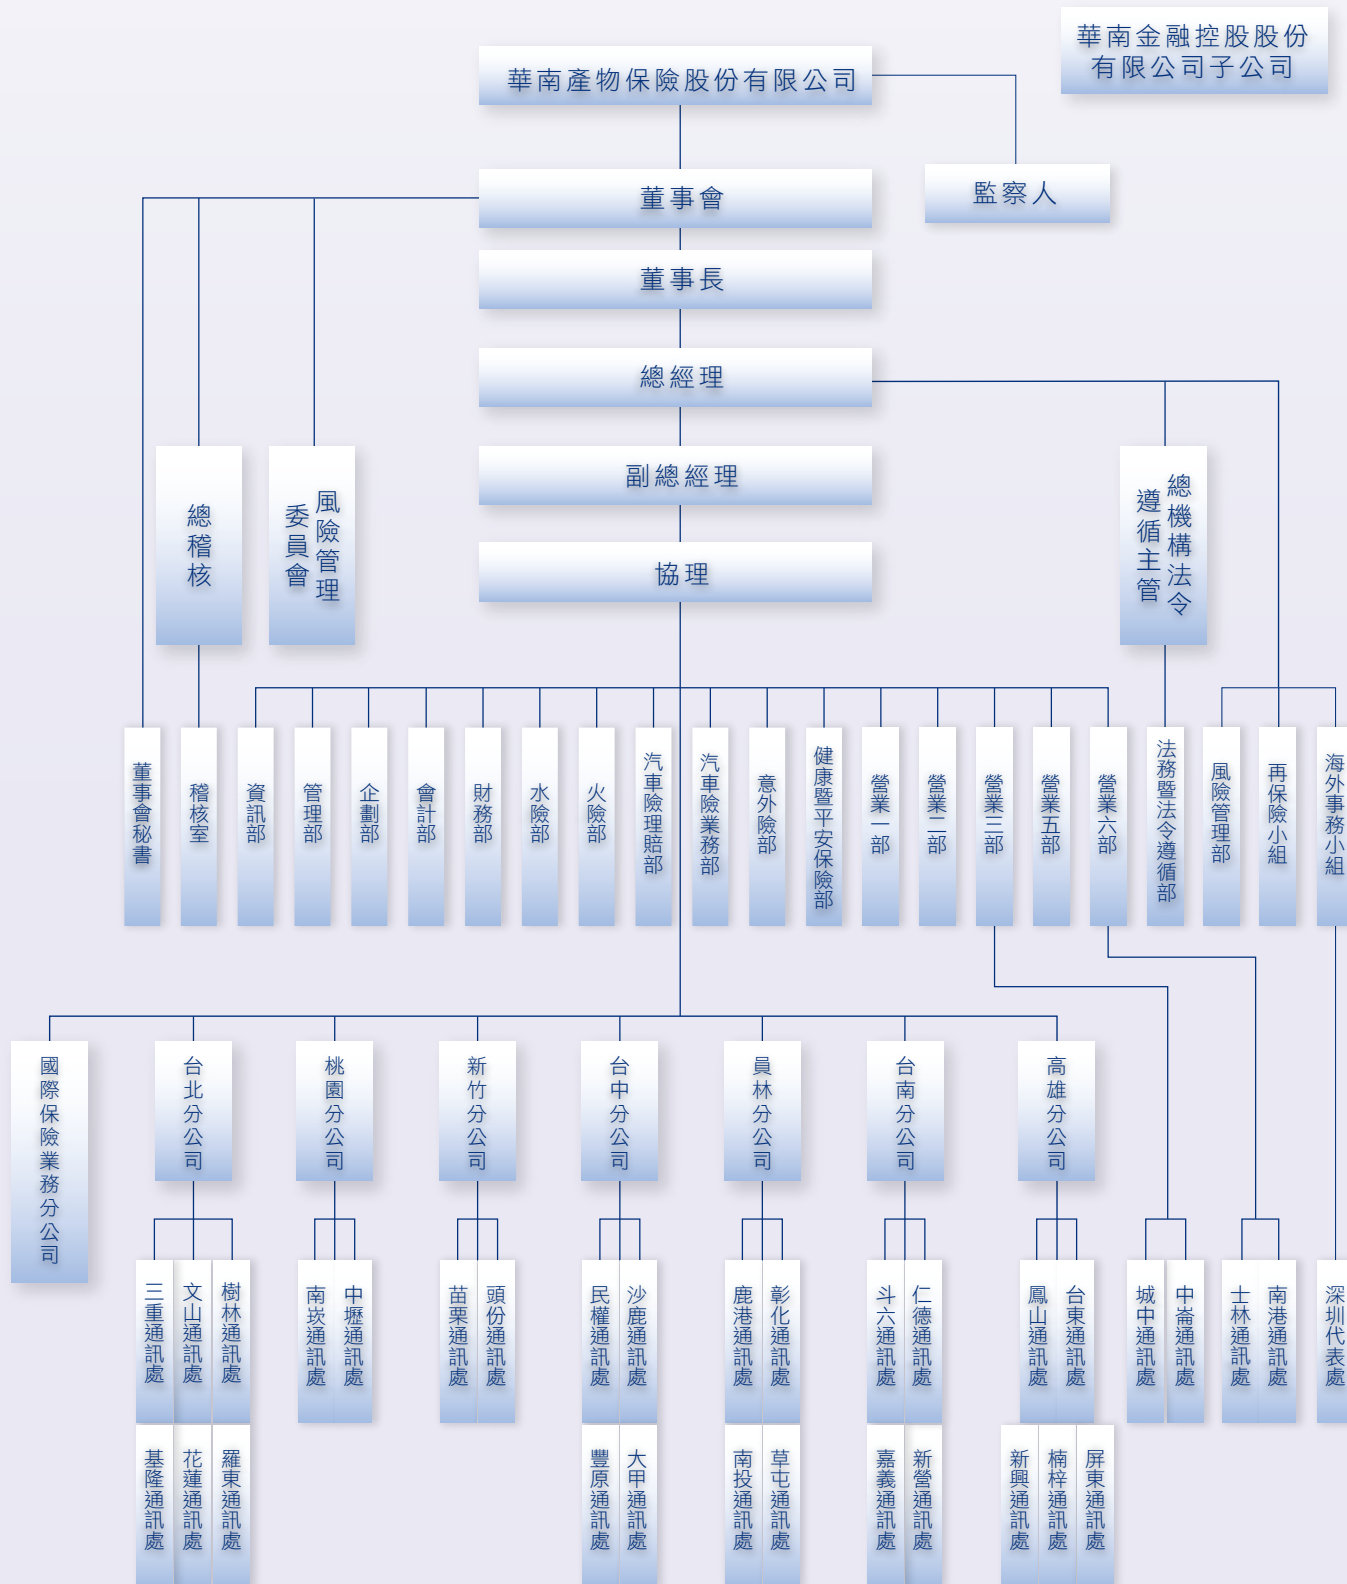 華南金融控股股份
有限公司子公司
華南產物保險股份有限公司
監察人
董事會
董事長
總經理
副總經理
協理
總稽核
風險管理
委員會
總機構法令
遵循主管
董事會秘書
稽核室
資訊部
管理部
企劃部
會計部
財務部
水險部
火險部
汽車險理賠部
汽車險業務部
意外險部
健康暨平安保險部
營業一部
營業二部
營業三部
營業五部
營業六部
法務暨法令遵循部
風險管理部
再保險小組
海外事務小組
國際保險業務分公司
台北分公司
桃園分公司
新竹分公司
台中分公司
員林分公司
台南分公司
高雄分公司
三重通訊處
文山通訊處
樹林通訊處
南崁通訊處
中壢通訊處
苗栗通訊處
頭份通訊處
民權通訊處
沙鹿通訊處
鹿港通訊處
彰化通訊處
斗六通訊處
仁德通訊處
鳳山通訊處
台東通訊處
城中通訊處
中崙通訊處
士林通訊處
南港通訊處
深圳代表處
基隆通訊處
花蓮通訊處
羅東通訊處
豐原通訊處
大甲通訊處
南投通訊處
草屯通訊處
嘉義通訊處
新營通訊處
新興通訊處
楠梓通訊處
屏東通訊處